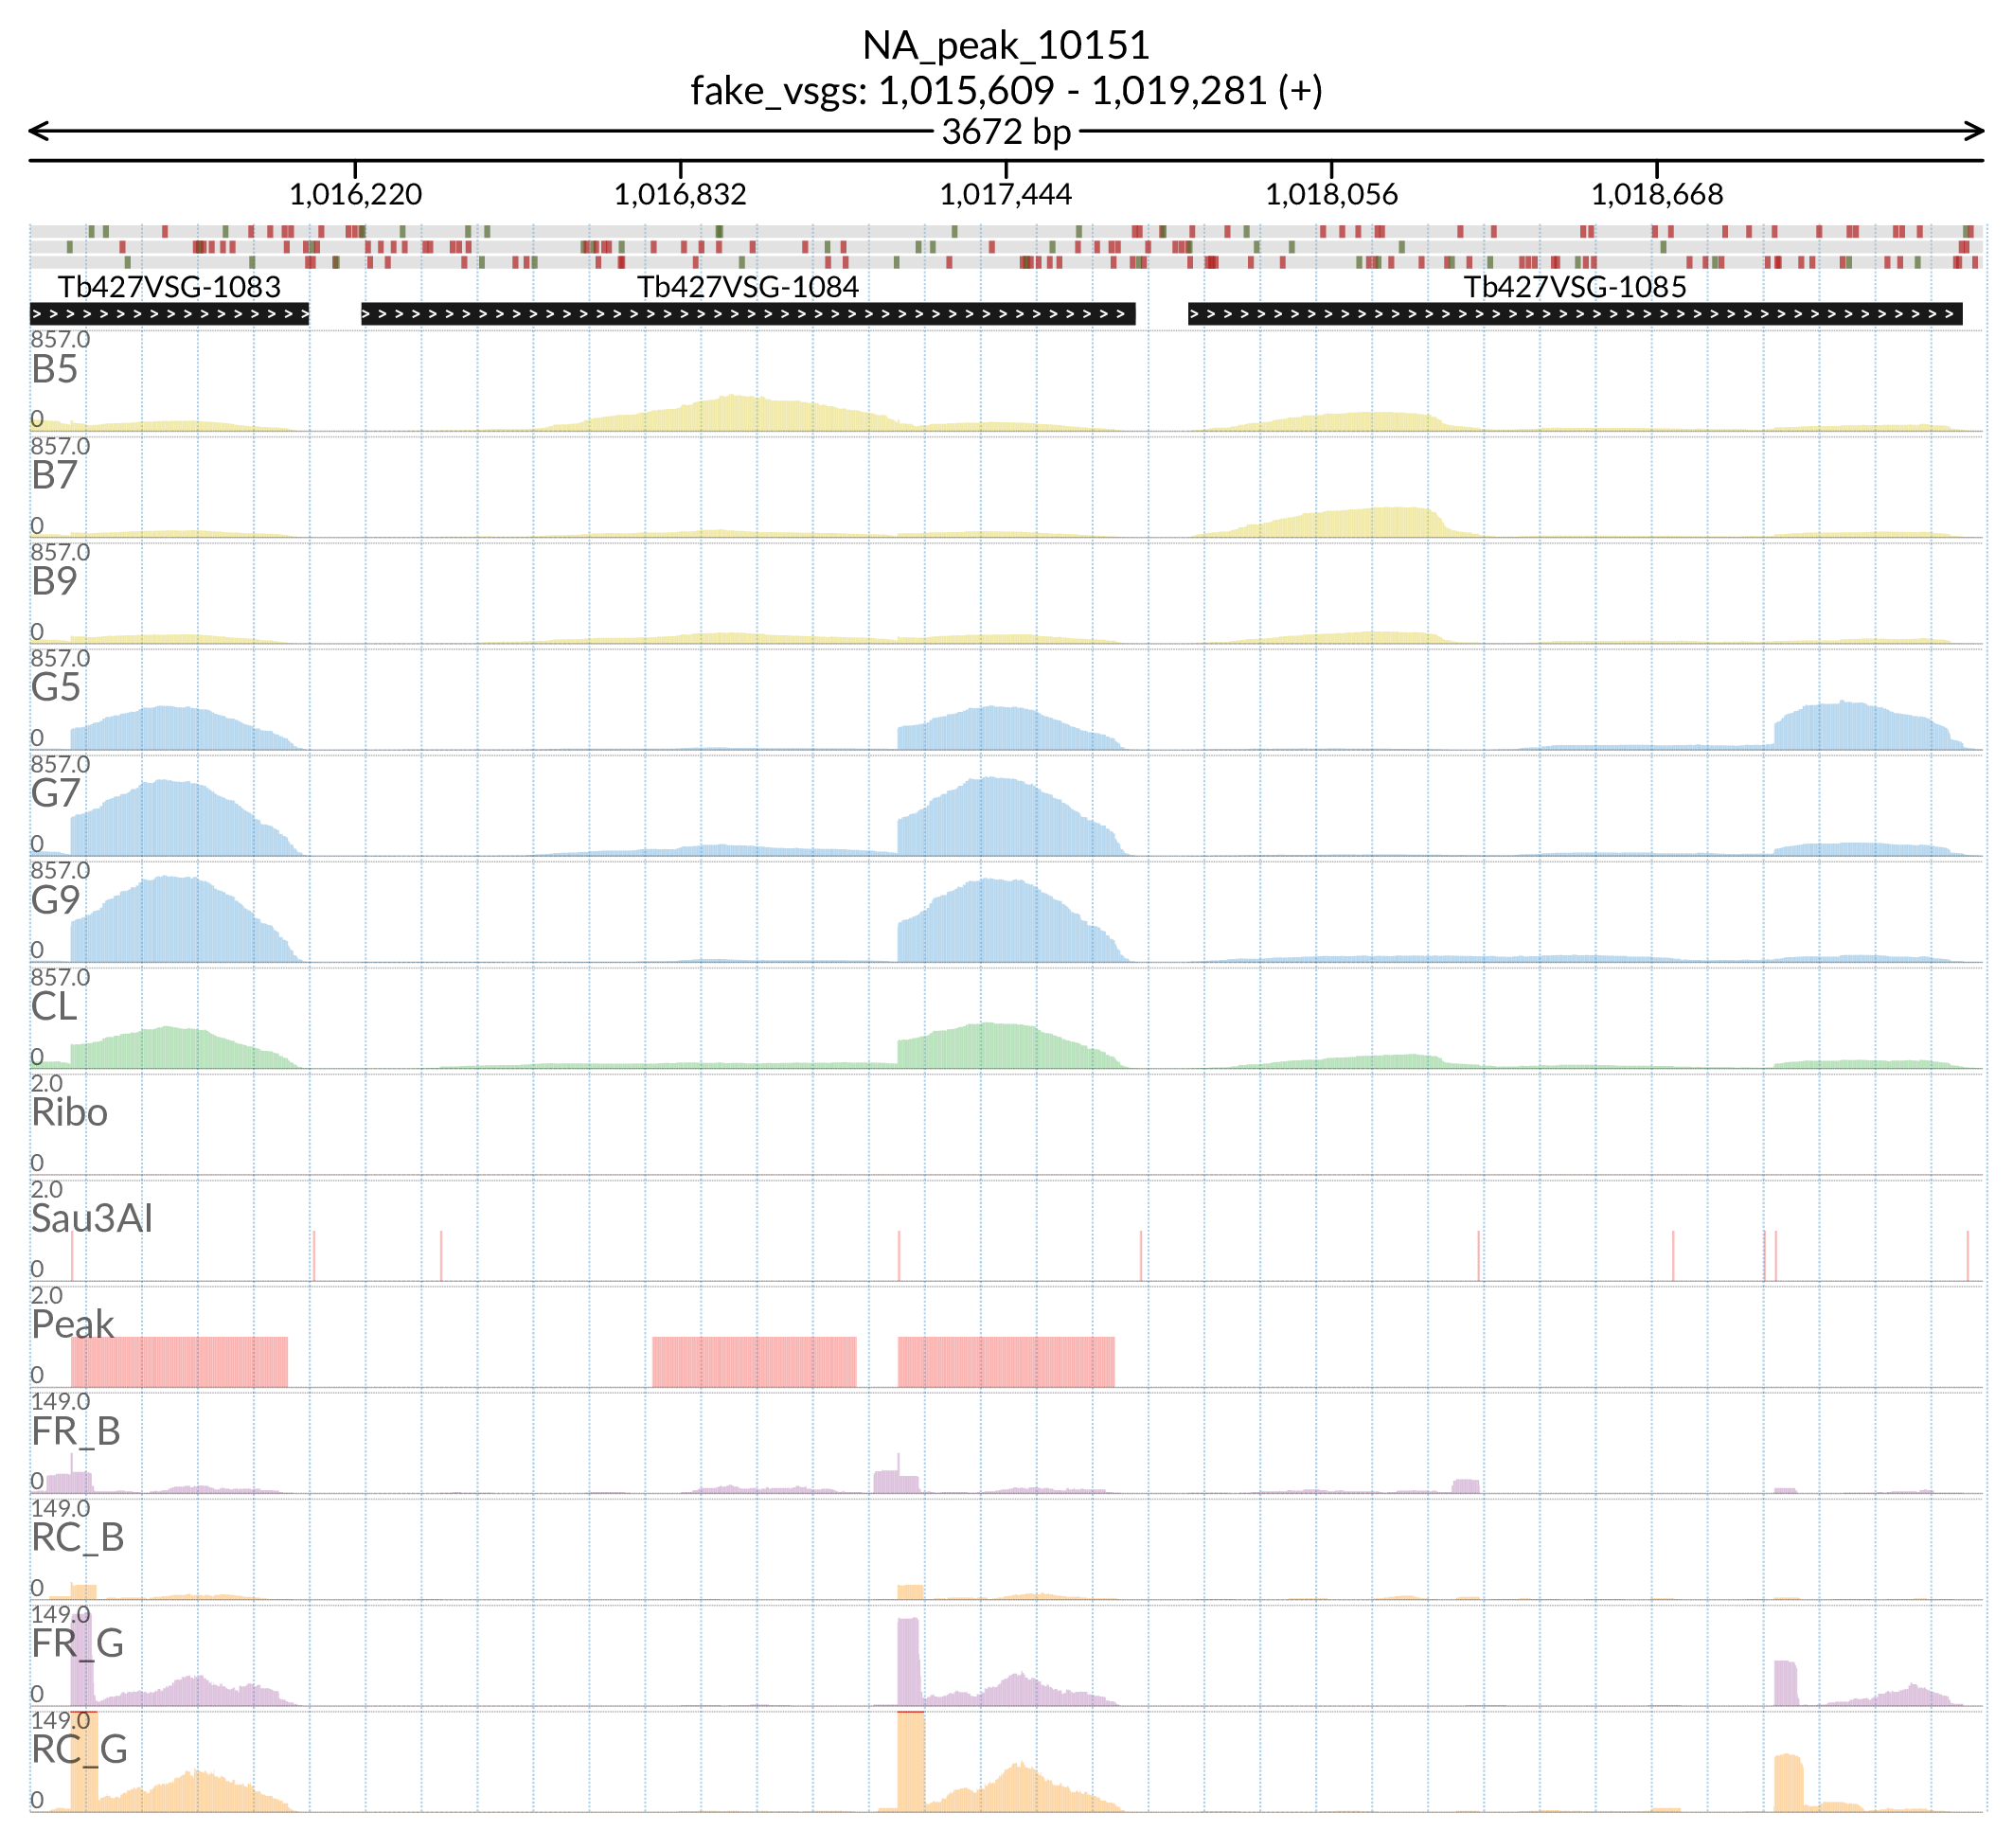 NA_peak_10151
fake_vsgs: 1,015,609 - 1,019,281 (+)
3672 bp
1,016,220 1,016,832 1,017,444 1,018,056 1,018,668
Tb427VSG-1083 Tb427VSG-1084 Tb427VSG-1085
857.0
B5
0
857.0
B7
0
857.0
B9
0
857.0
G5
0
857.0
G7
0
857.0
G9
0
857.0
CL
0
2.0
Ribo
0
2.0
Sau3AI
0
2.0
Peak
0
149.0
FR_B
0
149.0
RC_B
0
149.0
FR_G
0
149.0
RC_G
0